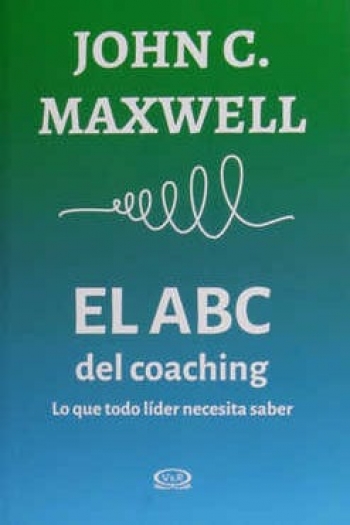 JOHN C.
MAXWELL
EL ABC
del coaching
Lo que todo líder necesita saber
V&R